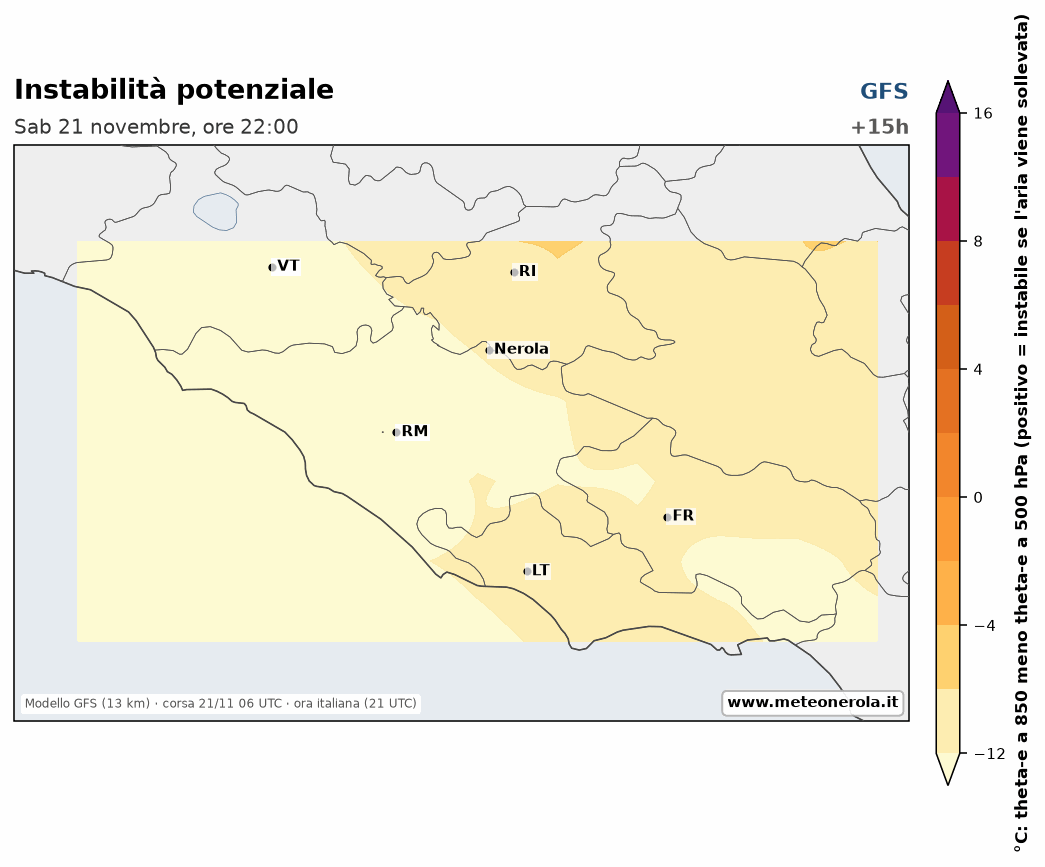 Instabilità potenziale
GFS
Sab 21 novembre, ore 22:00
+15h
VT
RI
Nerola
RM
FR
LT
Modello GFS (13 km) · corsa 21/11 06 UTC · ora italiana (21 UTC)
www.meteonerola.it
16
8
4
0
−4
−12
°C: theta-e a 850 meno theta-e a 500 hPa (positivo = instabile se l'aria viene sollevata)